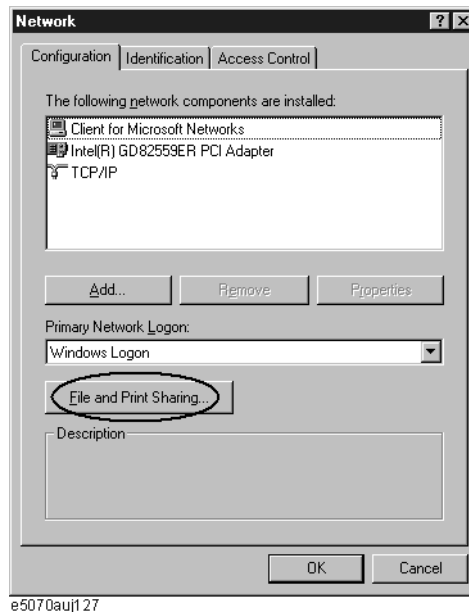 Network
Configuration Identification Access Control
The following network components are installed:
Client for Microsoft Networks
Intel(R) GD82559ER PCI Adapter
TCP/IP
Add... Remove Properties
Primary Network Logon:
Windows Logon
File and Print Sharing...
Description
OK Cancel
e5070auj127